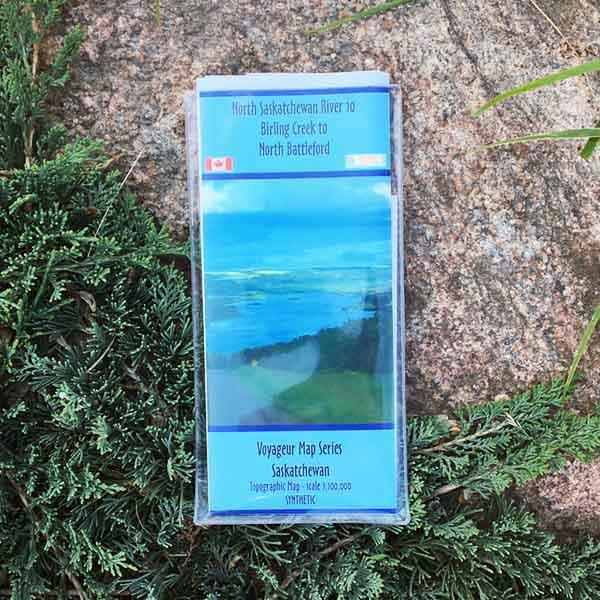 North Saskatchewan River 10
Birling Creek to
North Battleford
Voyageur Map Series
Saskatchewan
Topographic Map - scale 1:100,000
SYNTHETIC